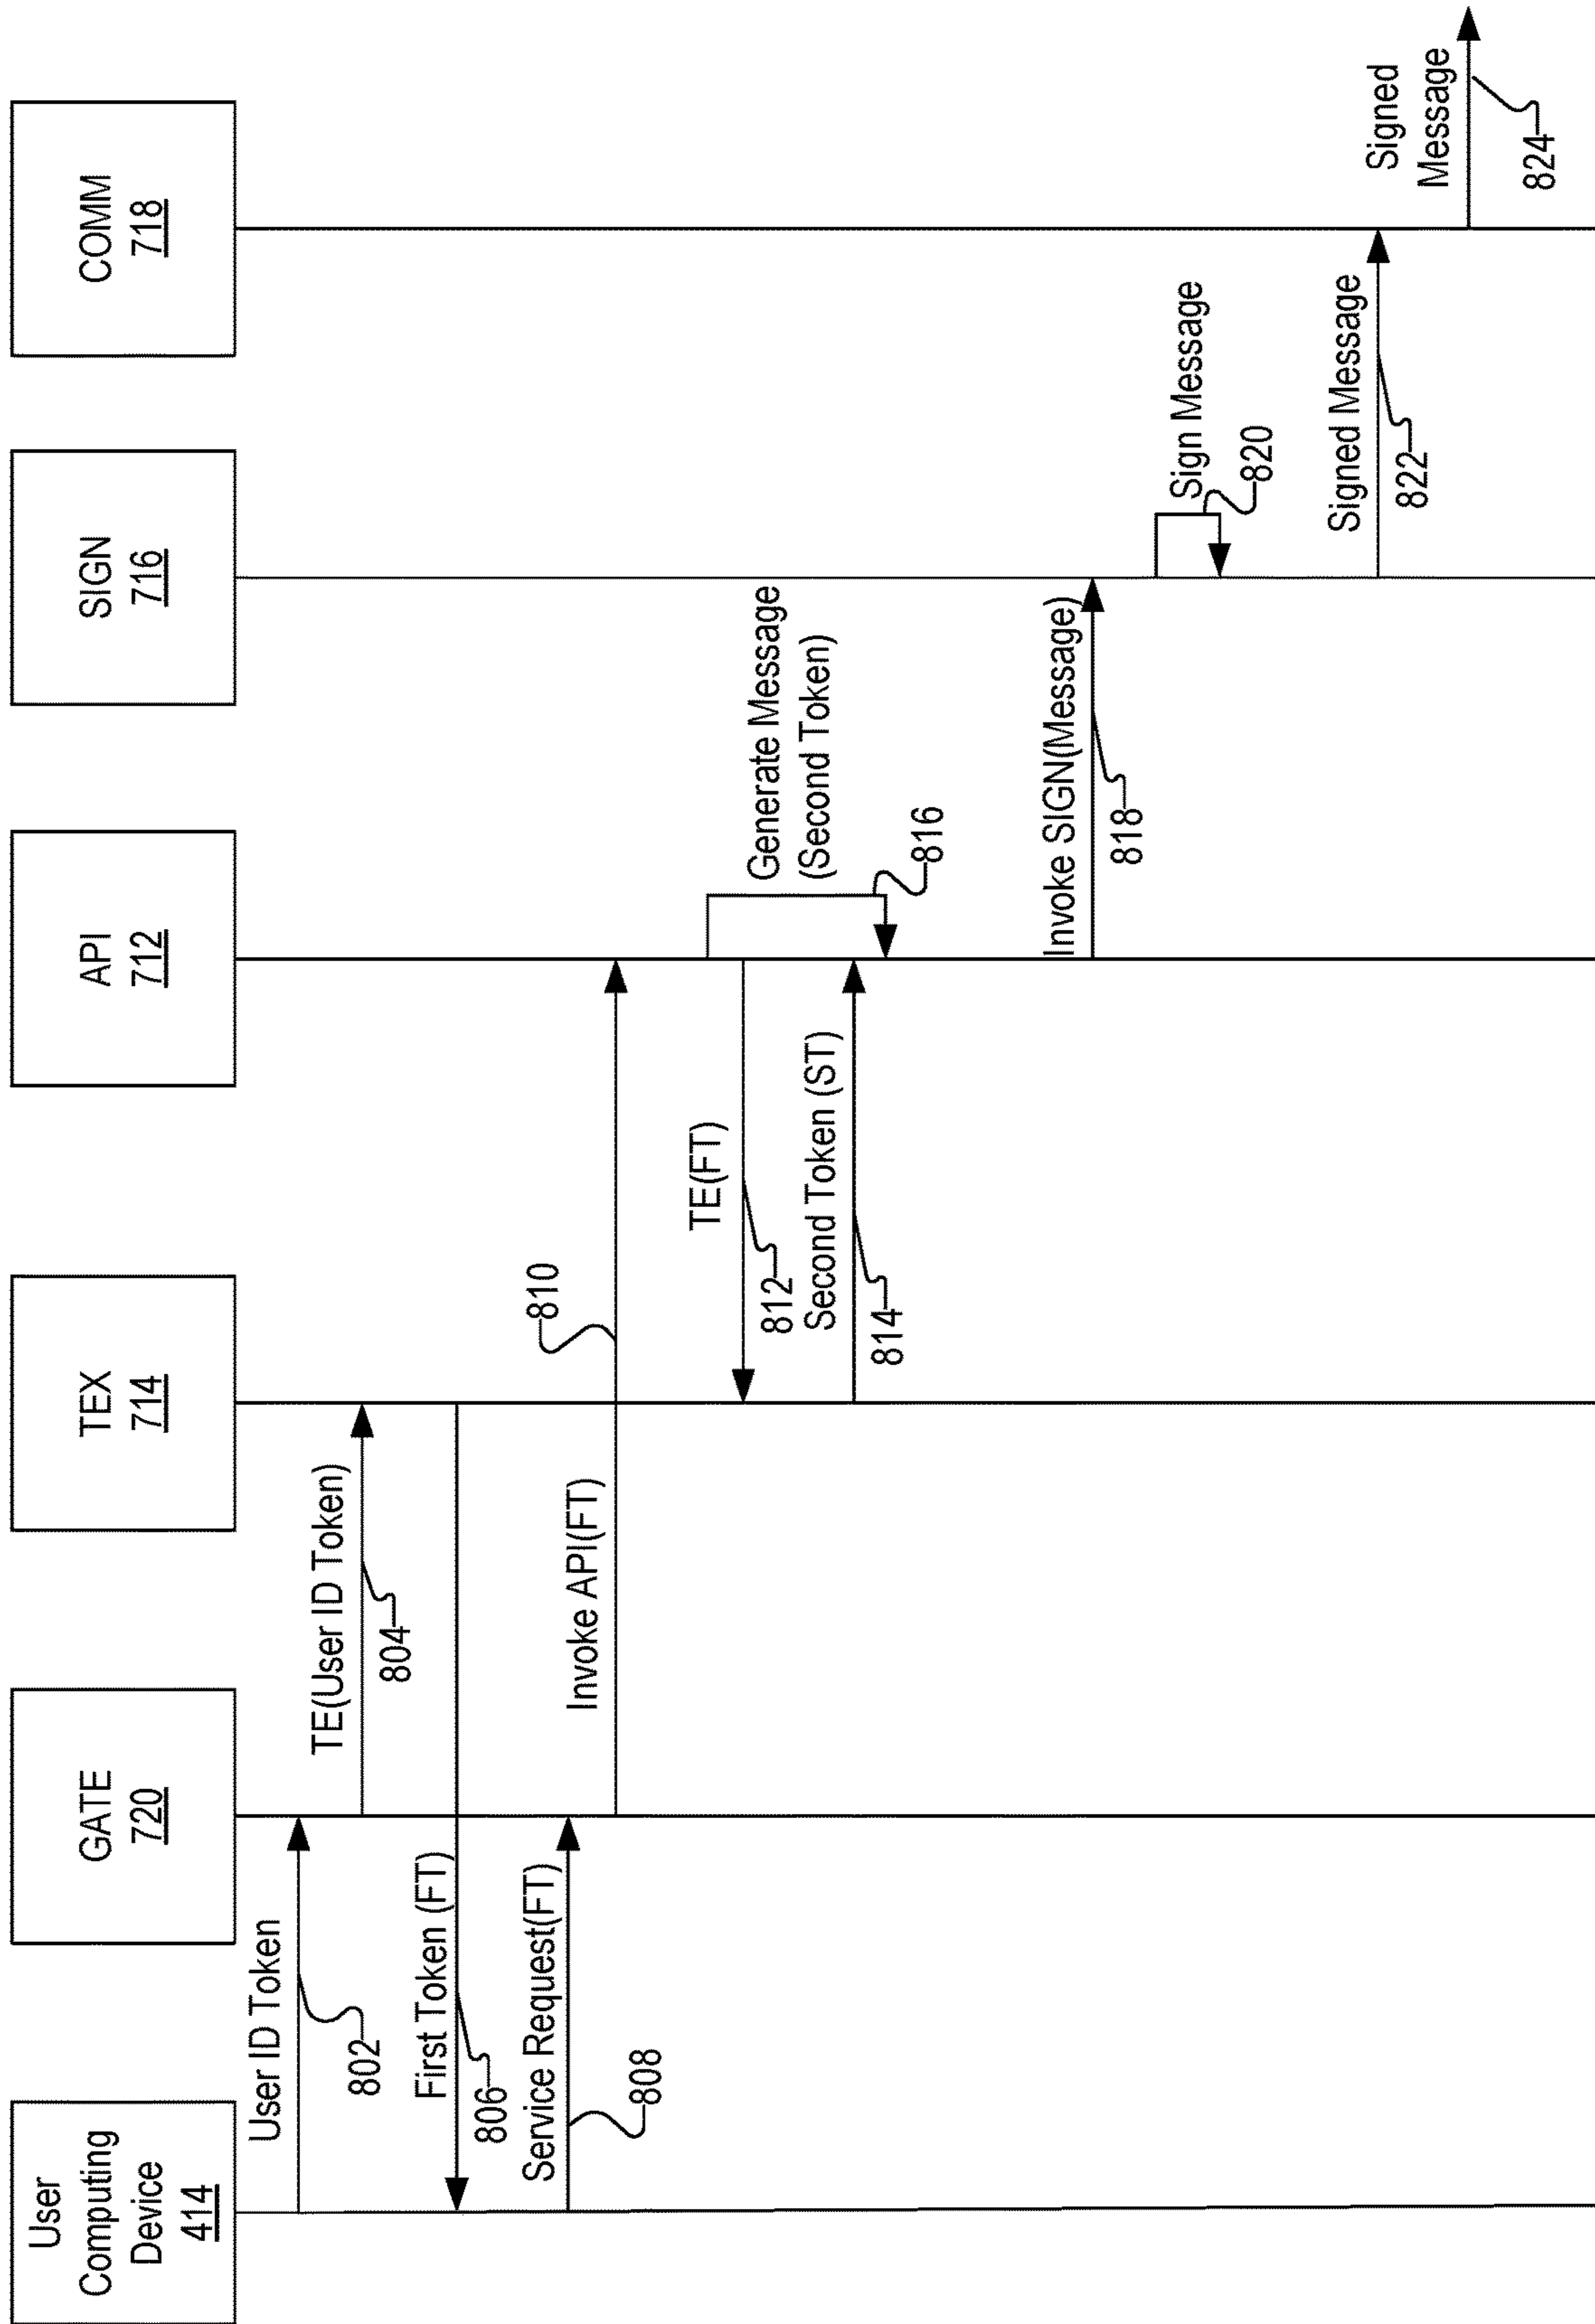 User
Computing
Device
414
GATE
720
TEX
714
API
712
SIGN
716
COMM
718
User ID Token
802
TE(User ID Token)
804
First Token (FT)
806
Service Request(FT)
808
Invoke API(FT)
810
TE(FT)
812
Second Token (ST)
814
Generate Message
(Second Token)
816
Invoke SIGN(Message)
818
Sign Message
820
Signed Message
822
Signed
Message
824